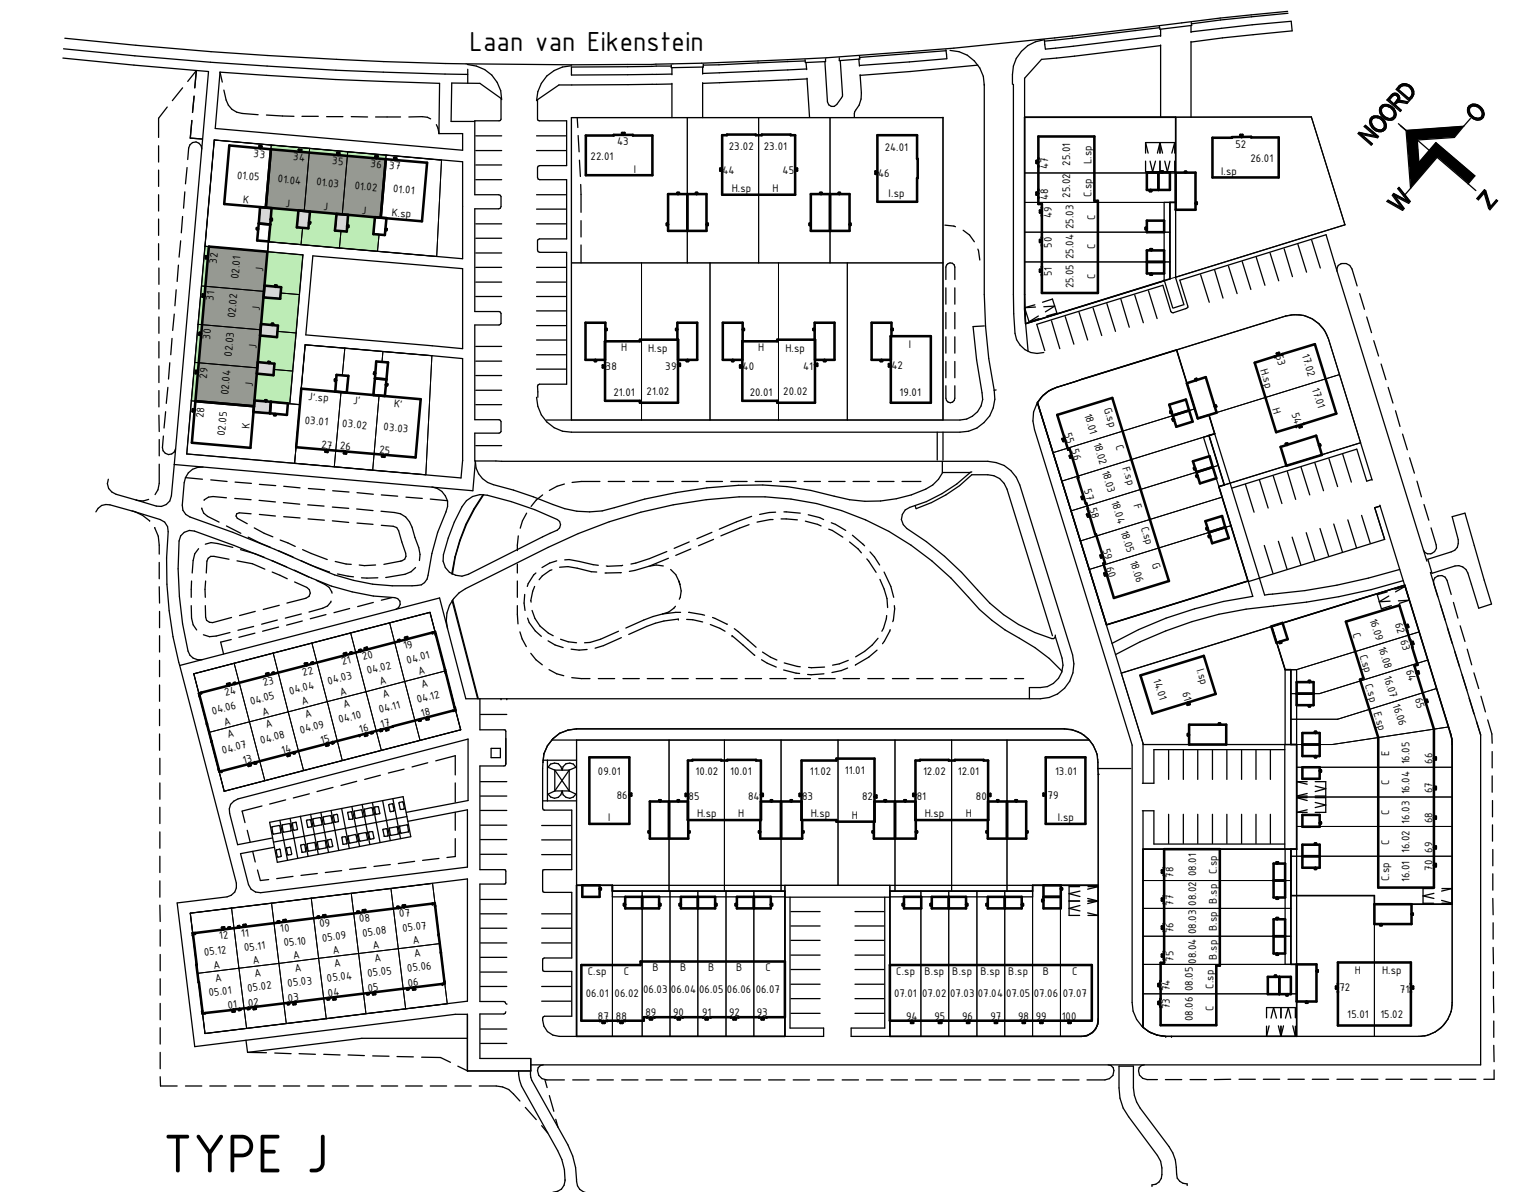 Laan van Eikenstein
NOORD
O
W
Z
33 34 35 36 37
01.05 01.04 01.03 01.02 01.01
K J J J K.sp
32 02.01 J
31 02.02 J
30 02.03 J
29 02.04 J
28 02.05 K
J'.sp J' K'
03.01 03.02 03.03
27 26 25
43
22.01
I
23.02 23.01
44 45
H.sp H
24.01
46
I.sp
H H.sp
38 39
21.01 21.02
H H.sp
40 41
20.01 20.02
I
42
19.01
47 25.01 L.sp
48 25.02 C.sp
49 25.03 C
50 25.04 C
51 25.05 C
52
26.01
I.sp
53 17.02
H.sp
17.01
H 54
G.sp
18.01
55 C
56 18.02
F.sp
18.03
57 F
58 18.04
C.sp
18.05
59 G
60 18.06
24 23 22 21 20 19
04.06 04.05 04.04 04.03 04.02 04.01
A A A A A A
A A A A A A
04.07 04.08 04.09 04.10 04.11 04.12
13 14 15 16 17 18
12 11 10 09 08 07
05.12 05.11 05.10 05.09 05.08 05.07
A A A A A A
A A A A A A
05.01 05.02 05.03 05.04 05.05 05.06
01 02 03 04 05 06
09.01
86
I
10.02 10.01
85 84
H.sp H
11.02 11.01
83 82
H.sp H
12.02 12.01
81 80
H.sp H
13.01
79
I.sp
C.sp C B B B B C
06.01 06.02 06.03 06.04 06.05 06.06 06.07
87 88 89 90 91 92 93
C.sp B.sp B.sp B.sp B.sp B C
07.01 07.02 07.03 07.04 07.05 07.06 07.07
94 95 96 97 98 99 100
14.01 61 I.sp
62 16.09 C
63 16.08 C.sp
64 16.07 C.sp
65 16.06 E.sp
E 16.05 66
C 16.04 67
C 16.03 68
C 16.02 69
C.sp 16.01 70
78 08.01 C.sp
77 08.02 B.sp
76 08.03 B.sp
75 08.04 B.sp
74 08.05 C.sp
73 08.06 C
H H.sp
72 71
15.01 15.02
TYPE J